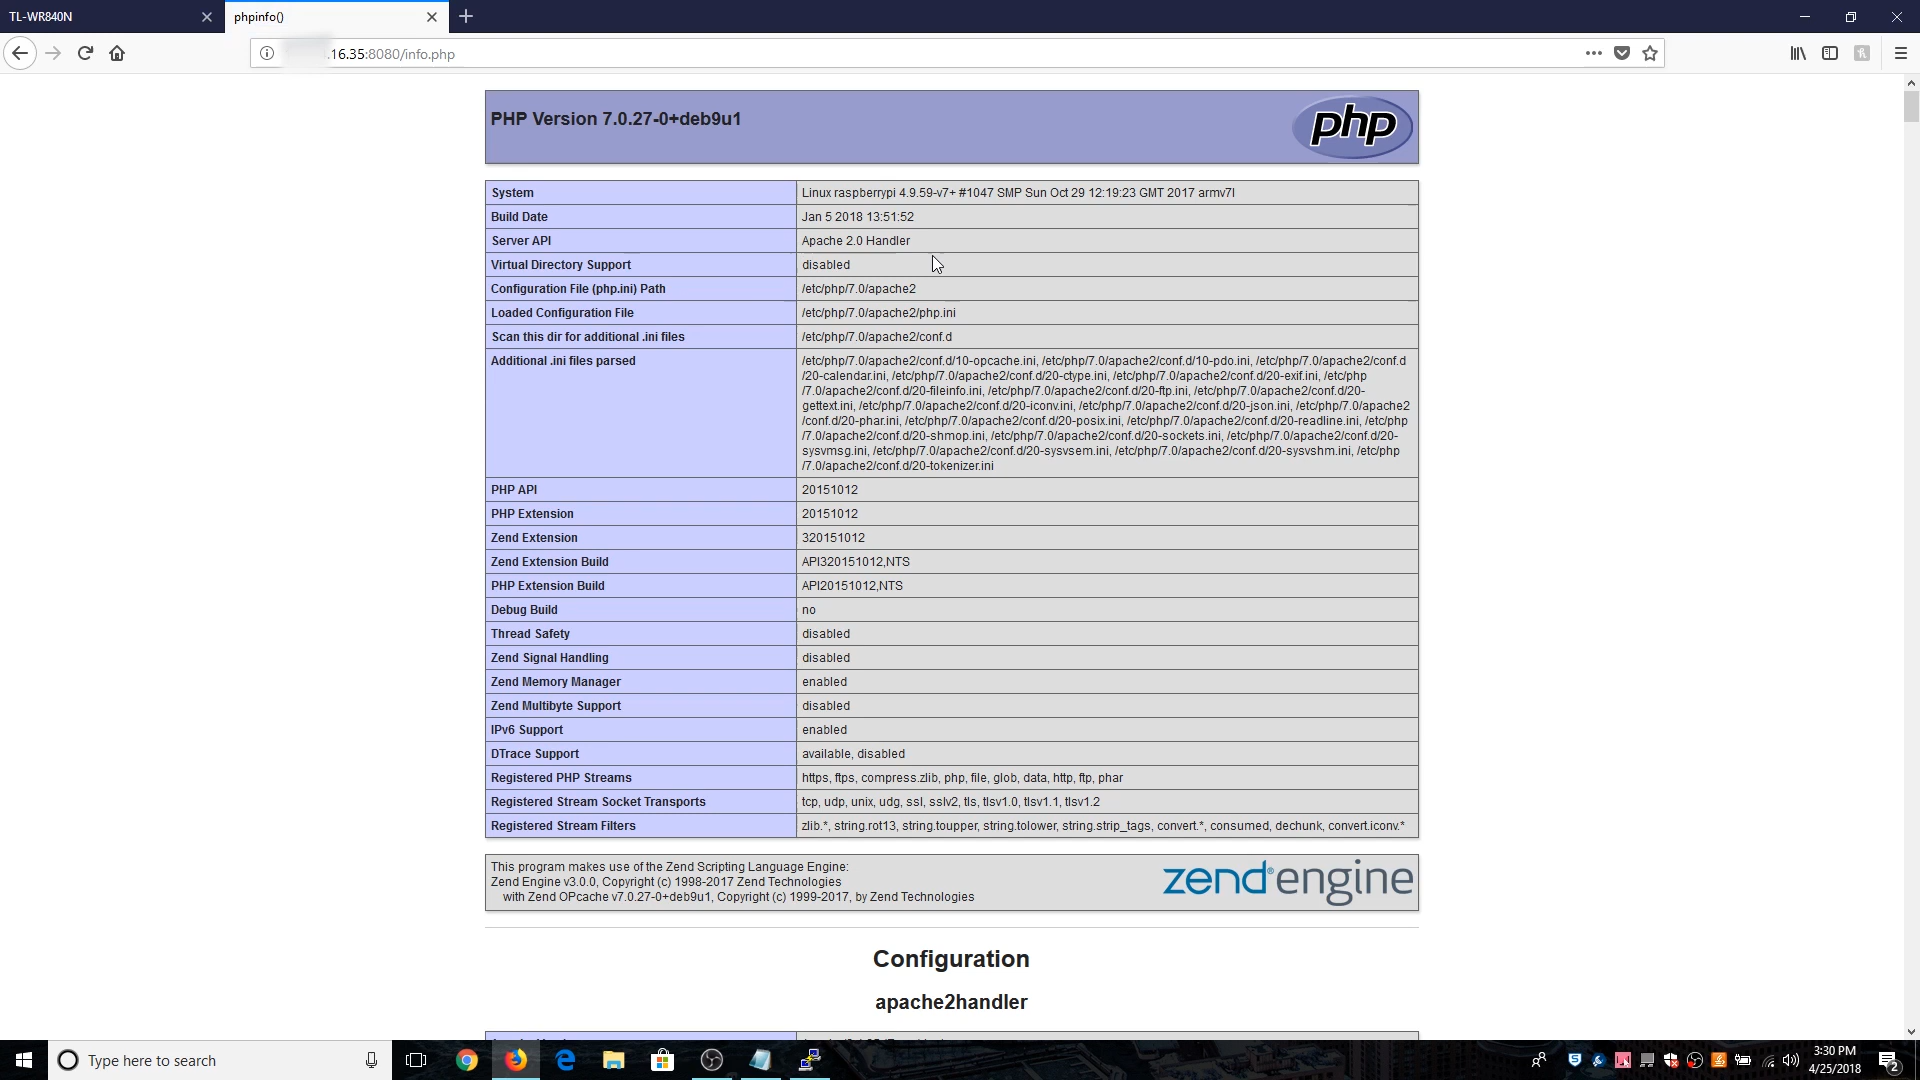 TL-WR840N
phpinfo()
.16.35:8080/info.php
PHP Version 7.0.27-0+deb9u1
php
System Linux raspberrypi 4.9.59-v7+ #1047 SMP Sun Oct 29 12:19:23 GMT 2017 armv7l
Build Date Jan 5 2018 13:51:52
Server API Apache 2.0 Handler
Virtual Directory Support disabled
Configuration File (php.ini) Path /etc/php/7.0/apache2
Loaded Configuration File /etc/php/7.0/apache2/php.ini
Scan this dir for additional .ini files /etc/php/7.0/apache2/conf.d
Additional .ini files parsed /etc/php/7.0/apache2/conf.d/10-opcache.ini, /etc/php/7.0/apache2/conf.d/10-pdo.ini, /etc/php/7.0/apache2/conf.d
/20-calendar.ini, /etc/php/7.0/apache2/conf.d/20-ctype.ini, /etc/php/7.0/apache2/conf.d/20-exif.ini, /etc/php
/7.0/apache2/conf.d/20-fileinfo.ini, /etc/php/7.0/apache2/conf.d/20-ftp.ini, /etc/php/7.0/apache2/conf.d/20-
gettext.ini, /etc/php/7.0/apache2/conf.d/20-iconv.ini, /etc/php/7.0/apache2/conf.d/20-json.ini, /etc/php/7.0/apache2
/conf.d/20-phar.ini, /etc/php/7.0/apache2/conf.d/20-posix.ini, /etc/php/7.0/apache2/conf.d/20-readline.ini, /etc/php
/7.0/apache2/conf.d/20-shmop.ini, /etc/php/7.0/apache2/conf.d/20-sockets.ini, /etc/php/7.0/apache2/conf.d/20-
sysvmsg.ini, /etc/php/7.0/apache2/conf.d/20-sysvsem.ini, /etc/php/7.0/apache2/conf.d/20-sysvshm.ini, /etc/php
/7.0/apache2/conf.d/20-tokenizer.ini
PHP API 20151012
PHP Extension 20151012
Zend Extension 320151012
Zend Extension Build API320151012,NTS
PHP Extension Build API20151012,NTS
Debug Build no
Thread Safety disabled
Zend Signal Handling disabled
Zend Memory Manager enabled
Zend Multibyte Support disabled
IPv6 Support enabled
DTrace Support available, disabled
Registered PHP Streams https, ftps, compress.zlib, php, file, glob, data, http, ftp, phar
Registered Stream Socket Transports tcp, udp, unix, udg, ssl, sslv2, tls, tlsv1.0, tlsv1.1, tlsv1.2
Registered Stream Filters zlib.*, string.rot13, string.toupper, string.tolower, string.strip_tags, convert.*, consumed, dechunk, convert.iconv.*
This program makes use of the Zend Scripting Language Engine:
Zend Engine v3.0.0, Copyright (c) 1998-2017 Zend Technologies
with Zend OPcache v7.0.27-0+deb9u1, Copyright (c) 1999-2017, by Zend Technologies
zend engine
Configuration
apache2handler
Type here to search
3:30 PM
4/25/2018
2